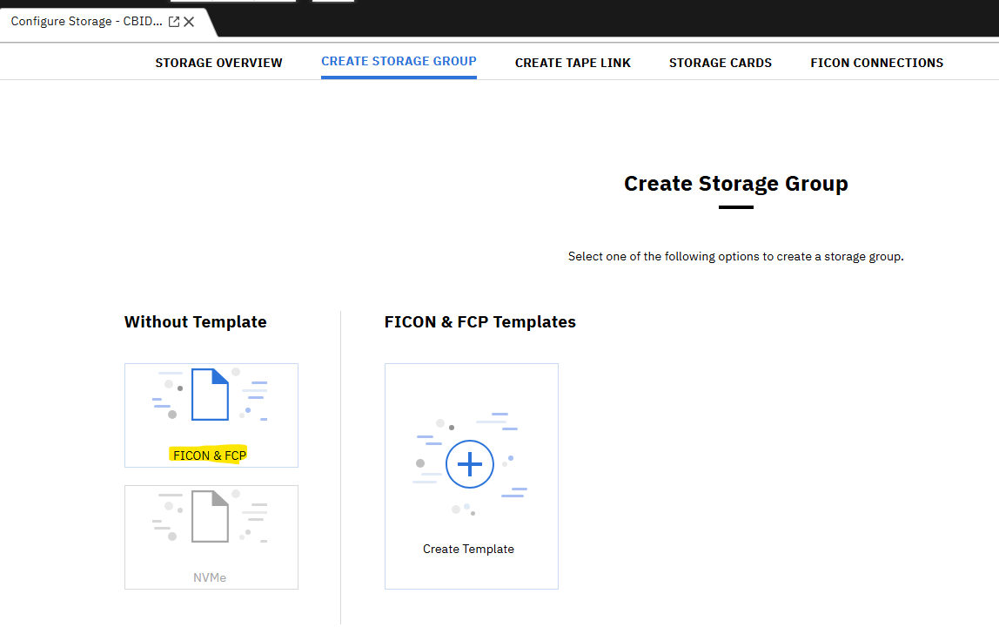 Configure Storage - CBID...
STORAGE OVERVIEW
CREATE STORAGE GROUP
CREATE TAPE LINK
STORAGE CARDS
FICON CONNECTIONS
Create Storage Group
Select one of the following options to create a storage group.
Without Template
FICON & FCP
NVMe
FICON & FCP Templates
Create Template